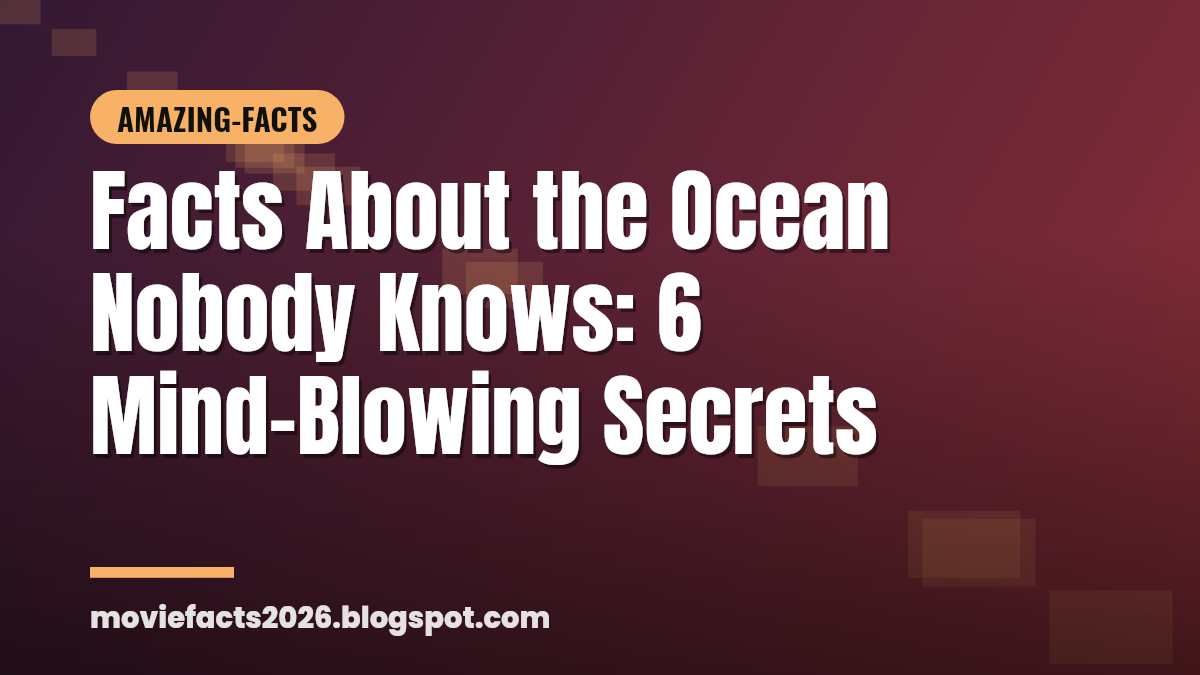 AMAZING-FACTS
Facts About the Ocean
Nobody Knows: 6
Mind-Blowing Secrets
moviefacts2026.blogspot.com